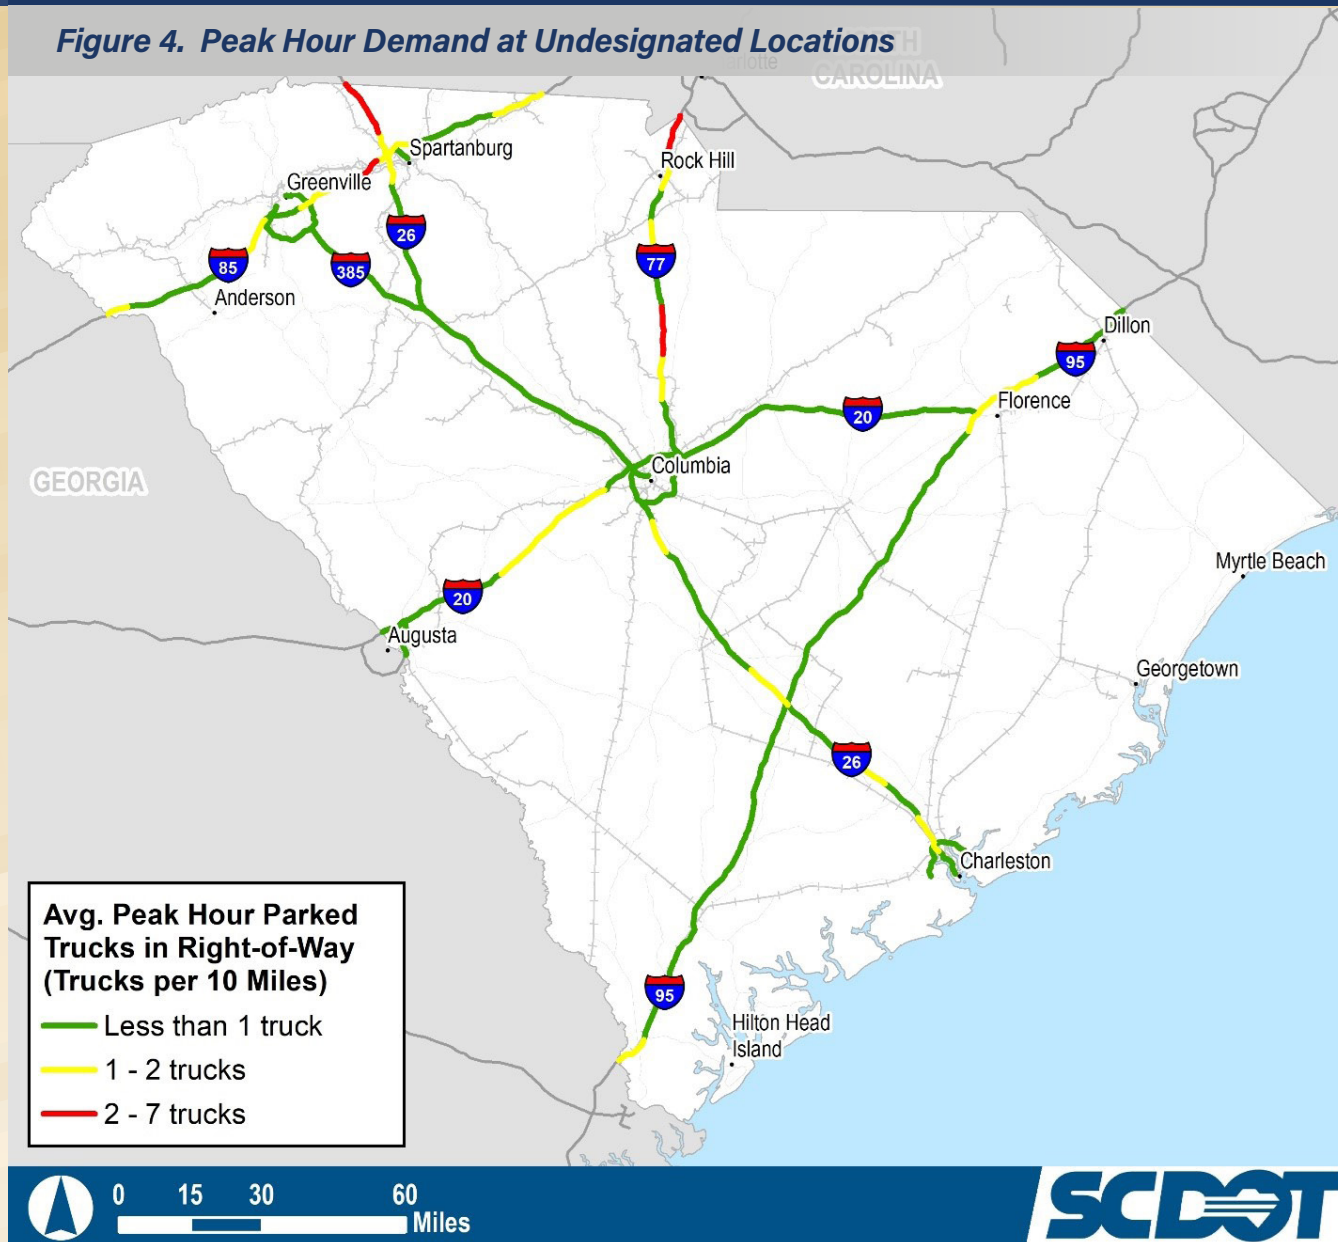 Figure 4. Peak Hour Demand at Undesignated Locations
NORTH
CAROLINA
Charlotte
Spartanburg
Rock Hill
Greenville
26
85
385
77
Anderson
Dillon
95
Florence
20
Columbia
GEORGIA
Myrtle Beach
20
Augusta
Georgetown
26
Charleston
95
Hilton Head
Island
Avg. Peak Hour Parked
Trucks in Right-of-Way
(Trucks per 10 Miles)
Less than 1 truck
1 - 2 trucks
2 - 7 trucks
0 15 30 60
Miles
SCDOT